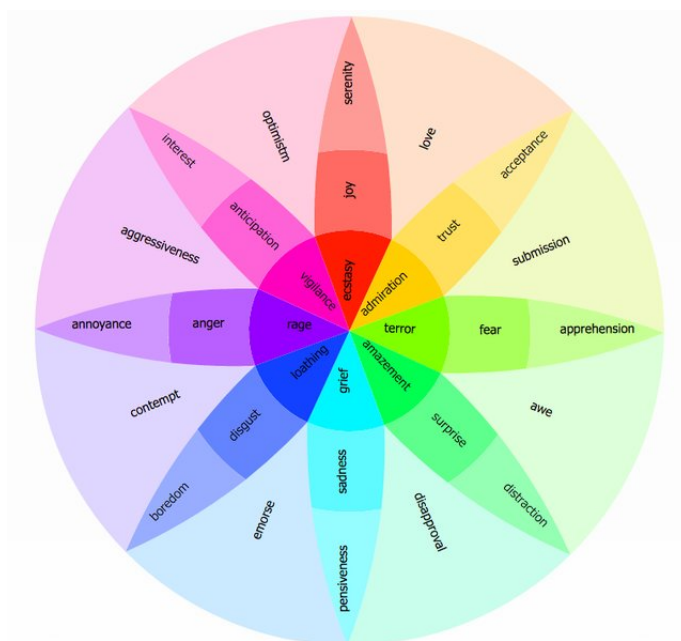 serenity
optimistm
love
interest
acceptance
joy
anticipation
trust
aggressiveness
submission
ecstasy
vigilance
admiration
annoyance
anger
rage
terror
fear
apprehension
loathing
amazement
grief
contempt
awe
disgust
surprise
sadness
boredom
distraction
emorse
disapproval
pensiveness